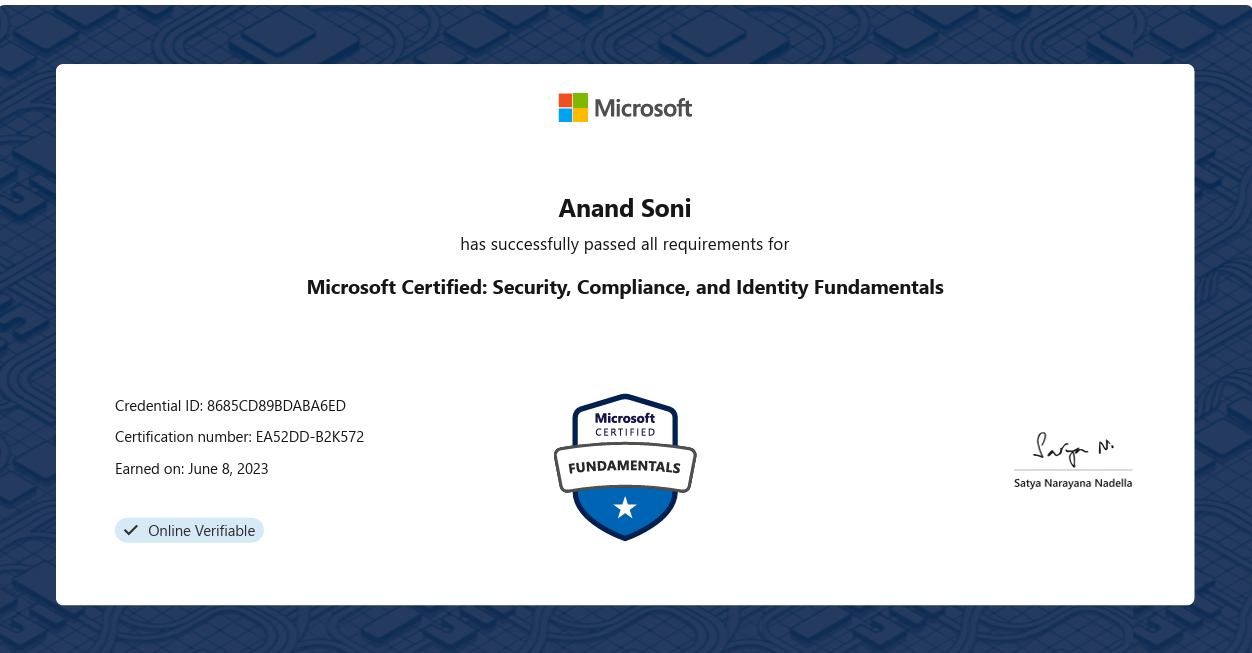 Microsoft
Anand Soni
has successfully passed all requirements for
Microsoft Certified: Security, Compliance, and Identity Fundamentals
Credential ID: 8685CD89BDABA6ED
Certification number: EA52DD-B2K572
Earned on: June 8, 2023
Online Verifiable
Microsoft
CERTIFIED
FUNDAMENTALS
Satya N.
Satya Narayana Nadella